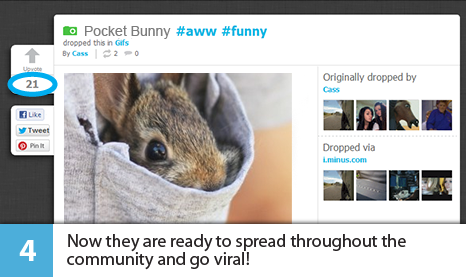 Pocket Bunny #aww #funny
dropped this in Gifs
By Cass 2 0
Upvote
21
Like
Tweet
Pin It
Originally dropped by
Cass
Dropped via
i.minus.com
4
Now they are ready to spread throughout the
community and go viral!